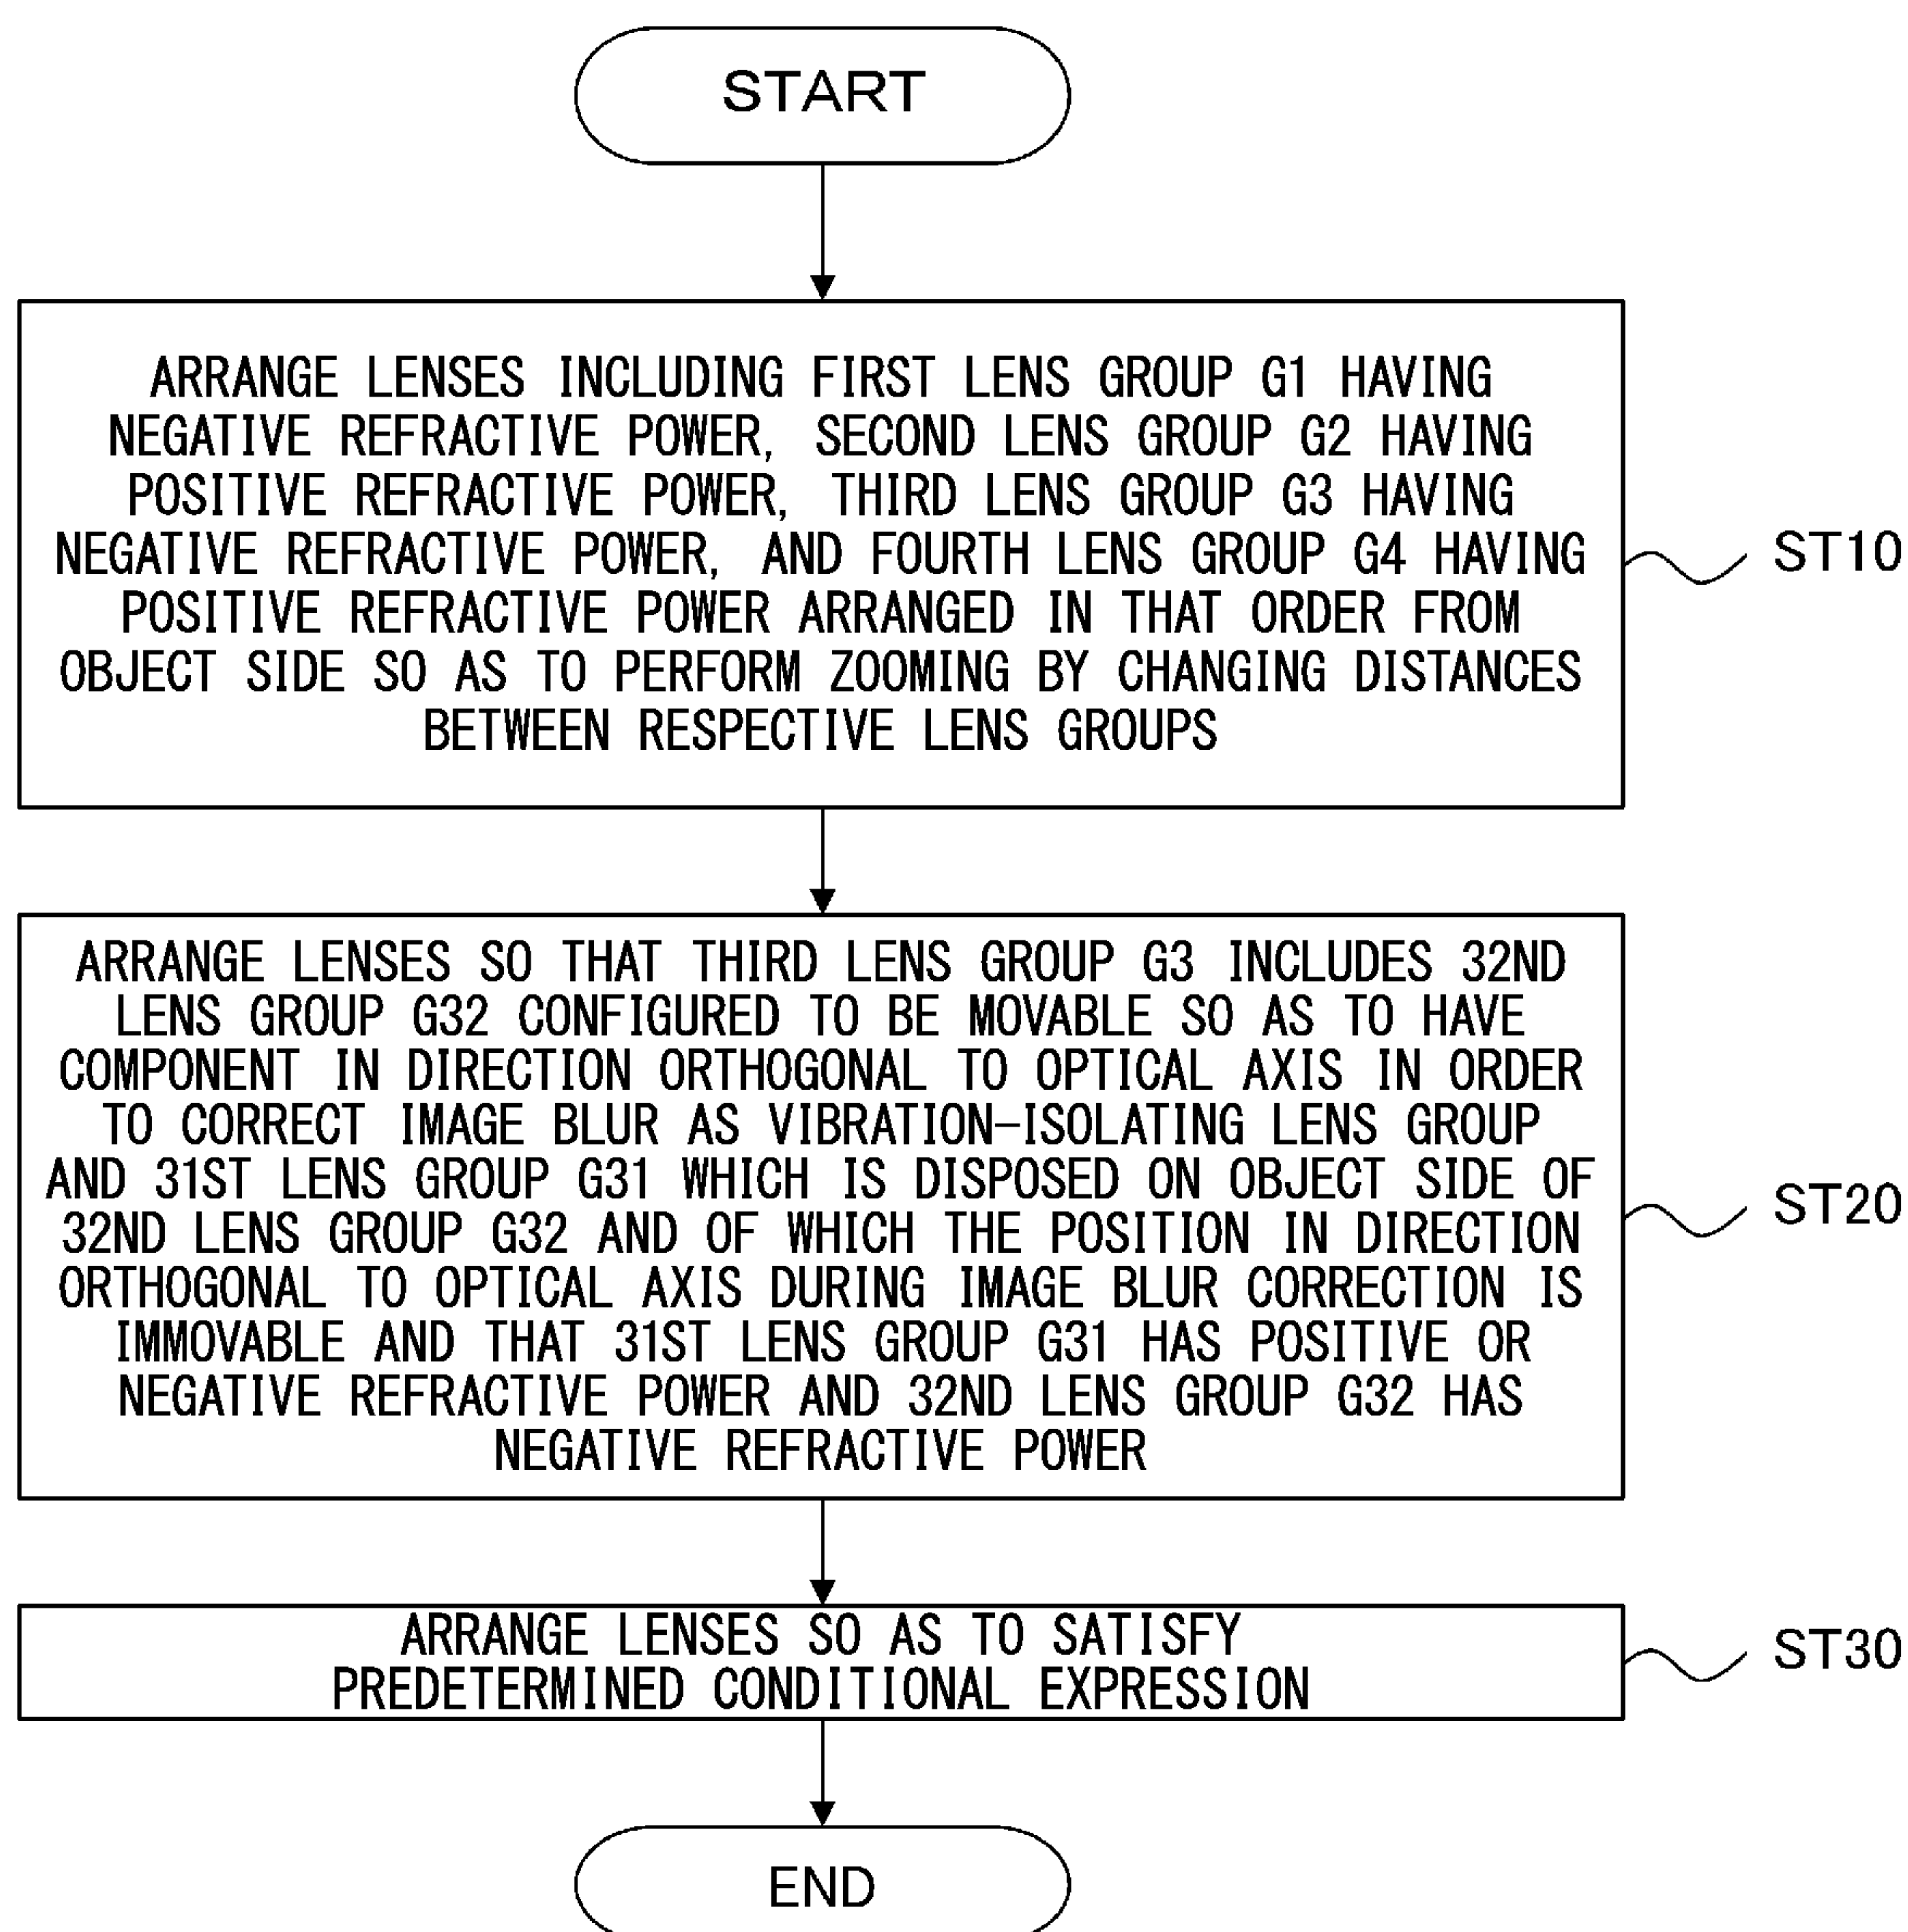 START
ARRANGE LENSES INCLUDING FIRST LENS GROUP G1 HAVING
NEGATIVE REFRACTIVE POWER, SECOND LENS GROUP G2 HAVING
POSITIVE REFRACTIVE POWER, THIRD LENS GROUP G3 HAVING
NEGATIVE REFRACTIVE POWER, AND FOURTH LENS GROUP G4 HAVING
POSITIVE REFRACTIVE POWER ARRANGED IN THAT ORDER FROM
OBJECT SIDE SO AS TO PERFORM ZOOMING BY CHANGING DISTANCES
BETWEEN RESPECTIVE LENS GROUPS
ST10
ARRANGE LENSES SO THAT THIRD LENS GROUP G3 INCLUDES 32ND
LENS GROUP G32 CONFIGURED TO BE MOVABLE SO AS TO HAVE
COMPONENT IN DIRECTION ORTHOGONAL TO OPTICAL AXIS IN ORDER
TO CORRECT IMAGE BLUR AS VIBRATION-ISOLATING LENS GROUP
AND 31ST LENS GROUP G31 WHICH IS DISPOSED ON OBJECT SIDE OF
32ND LENS GROUP G32 AND OF WHICH THE POSITION IN DIRECTION
ORTHOGONAL TO OPTICAL AXIS DURING IMAGE BLUR CORRECTION IS
IMMOVABLE AND THAT 31ST LENS GROUP G31 HAS POSITIVE OR
NEGATIVE REFRACTIVE POWER AND 32ND LENS GROUP G32 HAS
NEGATIVE REFRACTIVE POWER
ST20
ARRANGE LENSES SO AS TO SATISFY
PREDETERMINED CONDITIONAL EXPRESSION
ST30
END